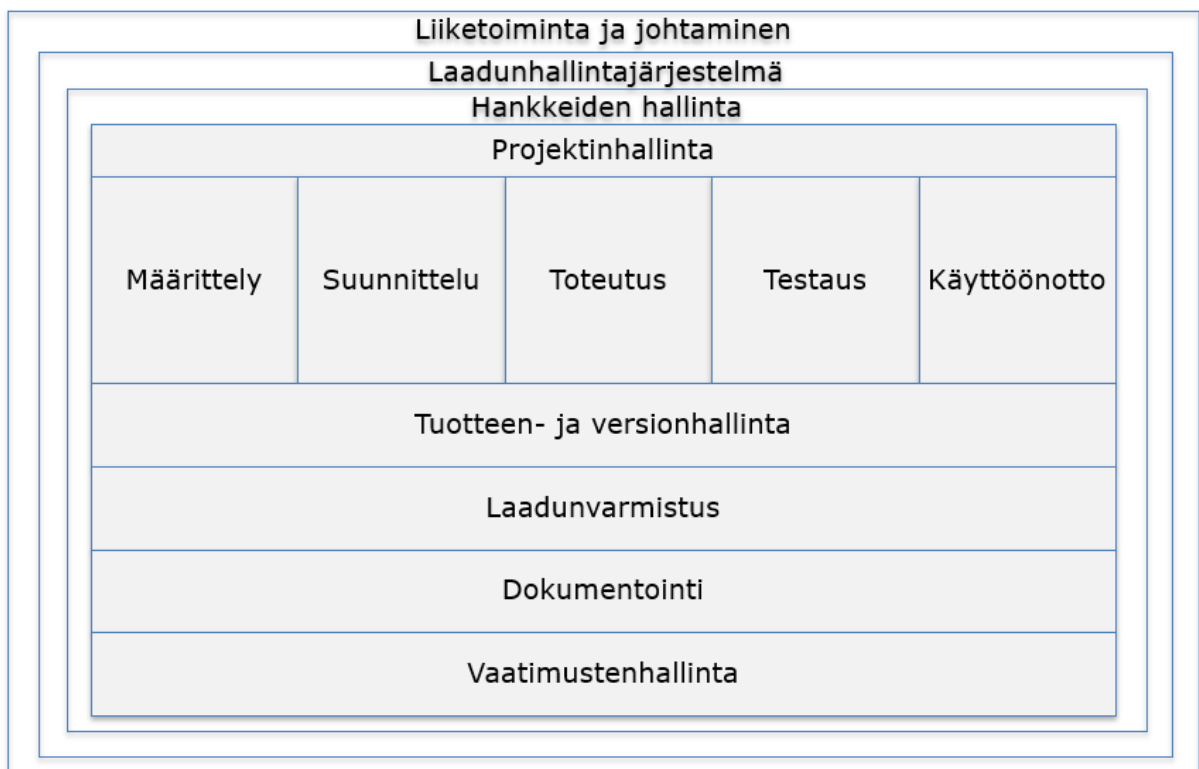 Liiketoiminta ja johtaminen
Laadunhallintajärjestelmä
Hankkeiden hallinta
Projektinhallinta
Määrittely
Suunnittelu
Toteutus
Testaus
Käyttöönotto
Tuotteen- ja versionhallinta
Laadunvarmistus
Dokumentointi
Vaatimustenhallinta